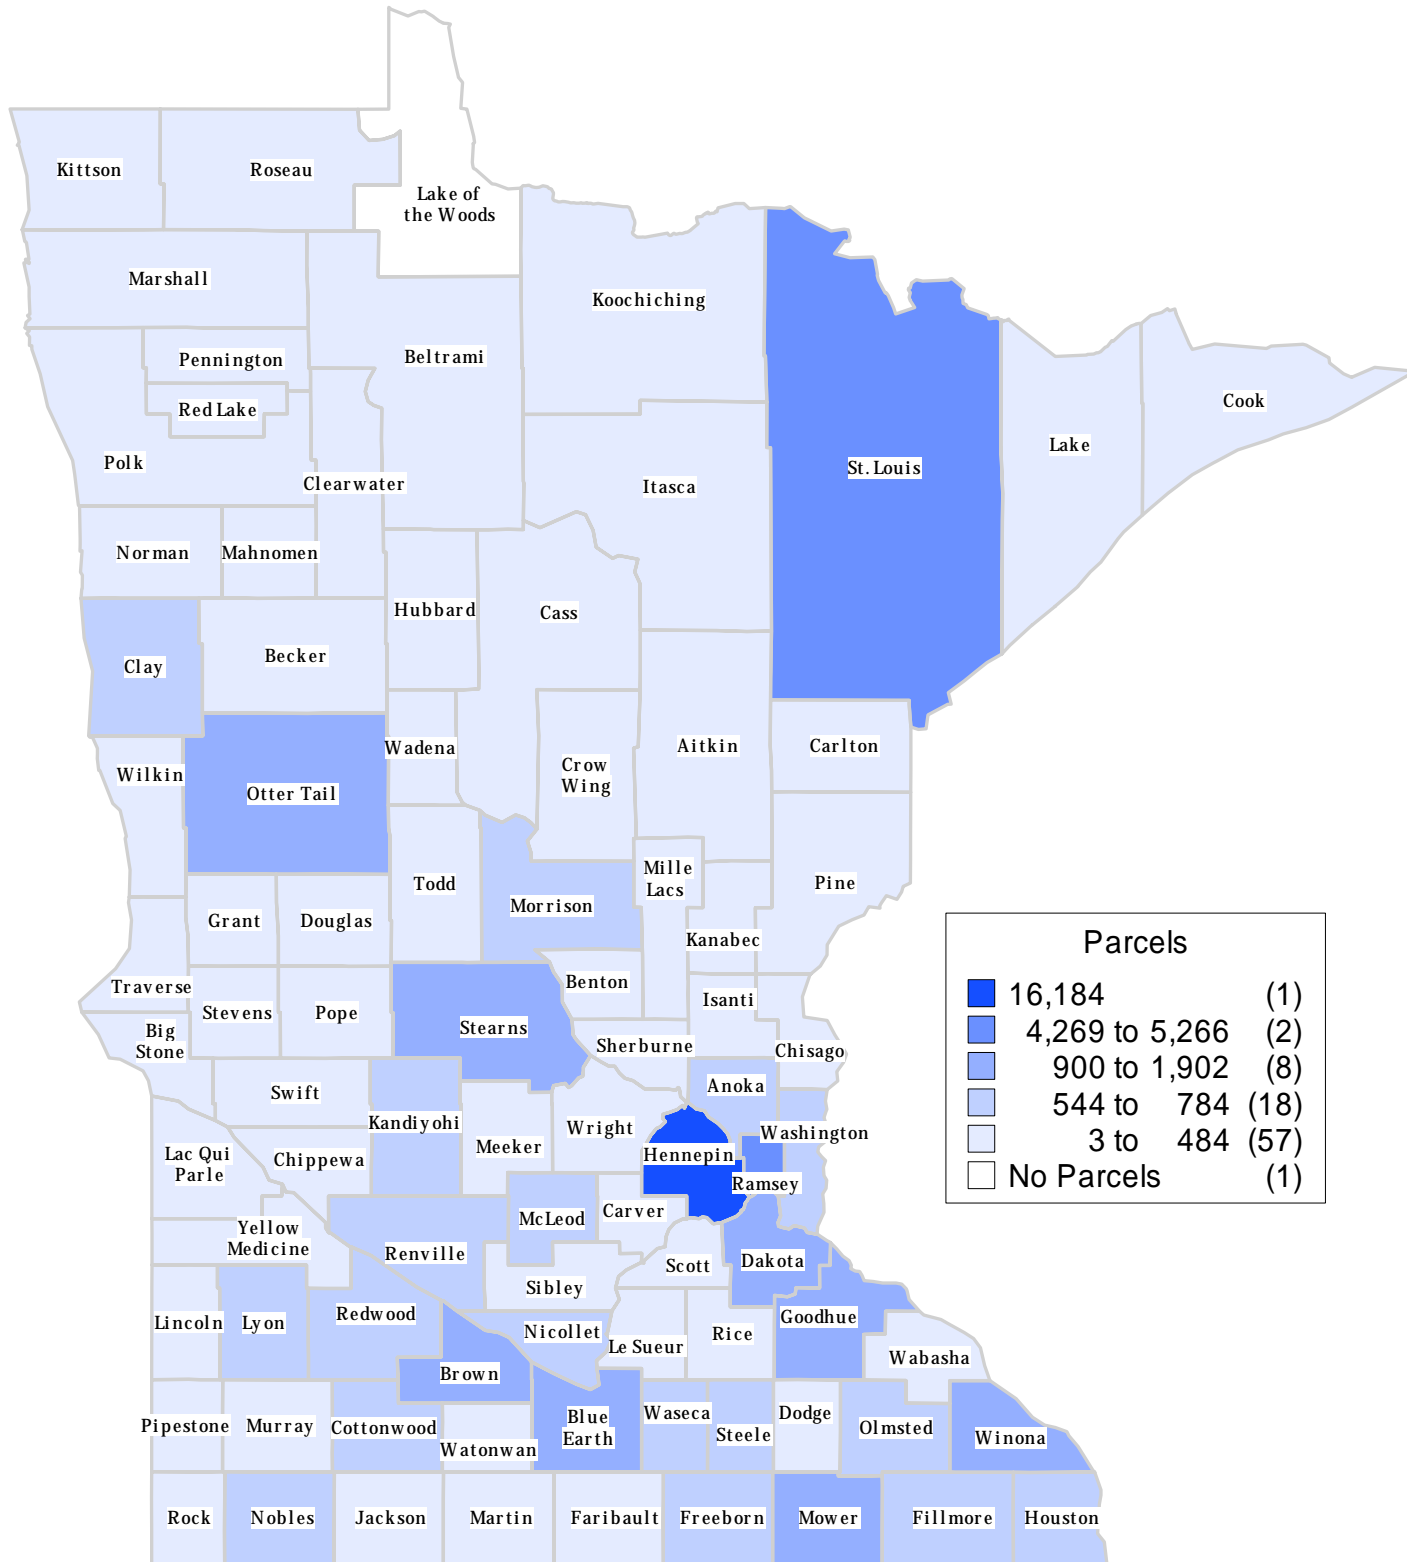 Kittson
Roseau
Lake of
the Woods
Marshall
Koochiching
Pennington
Beltrami
Red Lake
Cook
Lake
Polk
St. Louis
Clearwater
Itasca
Norman
Mahnomen
Hubbard
Cass
Clay
Becker
Wadena
Aitkin
Carlton
Wilkin
Crow
Wing
Otter Tail
Mille
Lacs
Todd
Pine
Morrison
Grant
Douglas
Kanabec
Benton
Traverse
Isanti
Stevens
Pope
Stearns
Big
Stone
Sherburne
Chisago
Anoka
Swift
Kandiyohi
Wright
Washington
Meeker
Lac Qui
Parle
Chippewa
Hennepin
Ramsey
McLeod
Carver
Yellow
Medicine
Renville
Dakota
Scott
Sibley
Redwood
Goodhue
Lincoln
Lyon
Nicollet
Rice
Le Sueur
Wabasha
Brown
Pipestone
Murray
Cottonwood
Blue
Earth
Waseca
Dodge
Steele
Olmsted
Winona
Watonwan
Rock
Nobles
Jackson
Martin
Faribault
Freeborn
Mower
Fillmore
Houston
Parcels
16,184 (1)
4,269 to 5,266 (2)
900 to 1,902 (8)
544 to 784 (18)
3 to 484 (57)
No Parcels (1)